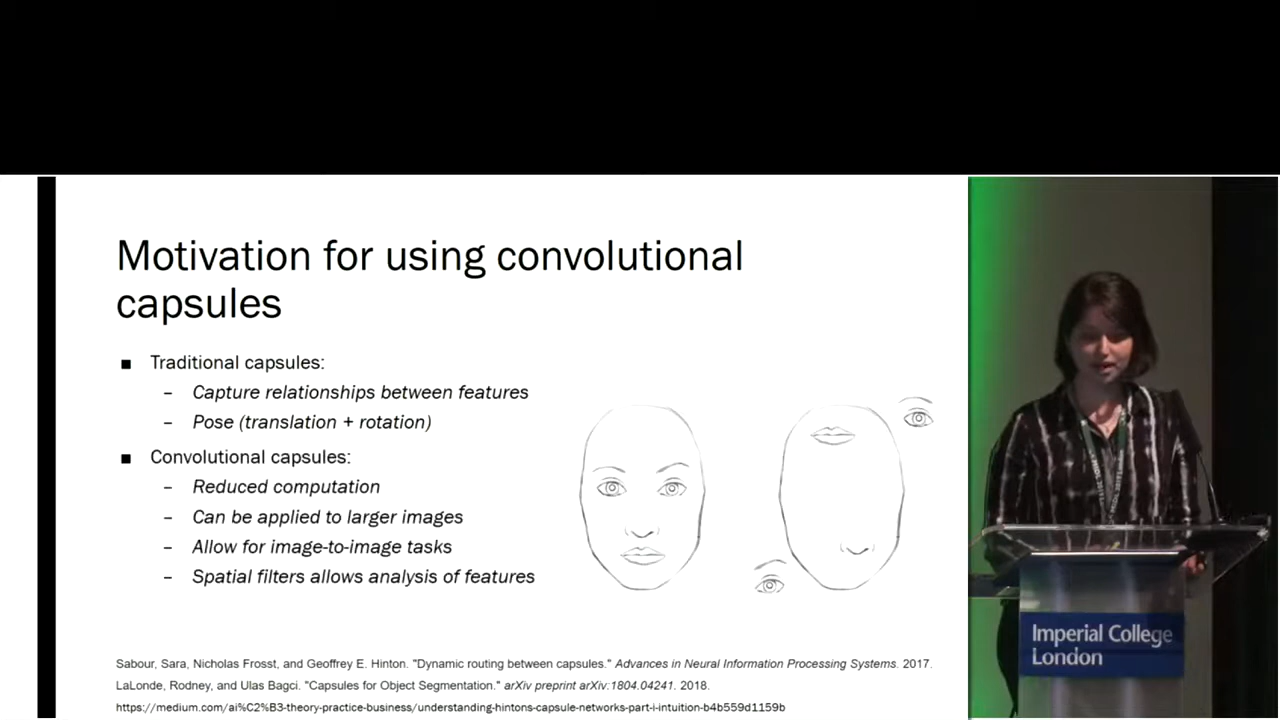 Motivation for using convolutional
capsules
■ Traditional capsules:
– Capture relationships between features
– Pose (translation + rotation)
■ Convolutional capsules:
– Reduced computation
– Can be applied to larger images
– Allow for image-to-image tasks
– Spatial filters allows analysis of features
Sabour, Sara, Nicholas Frosst, and Geoffrey E. Hinton. "Dynamic routing between capsules." Advances in Neural Information Processing Systems. 2017.
LaLonde, Rodney, and Ulas Bagci. "Capsules for Object Segmentation." arXiv preprint arXiv:1804.04241. 2018.
https://medium.com/ai%C2%B3-theory-practice-business/understanding-hintons-capsule-networks-part-i-intuition-b4b559d1159b
Imperial College
London